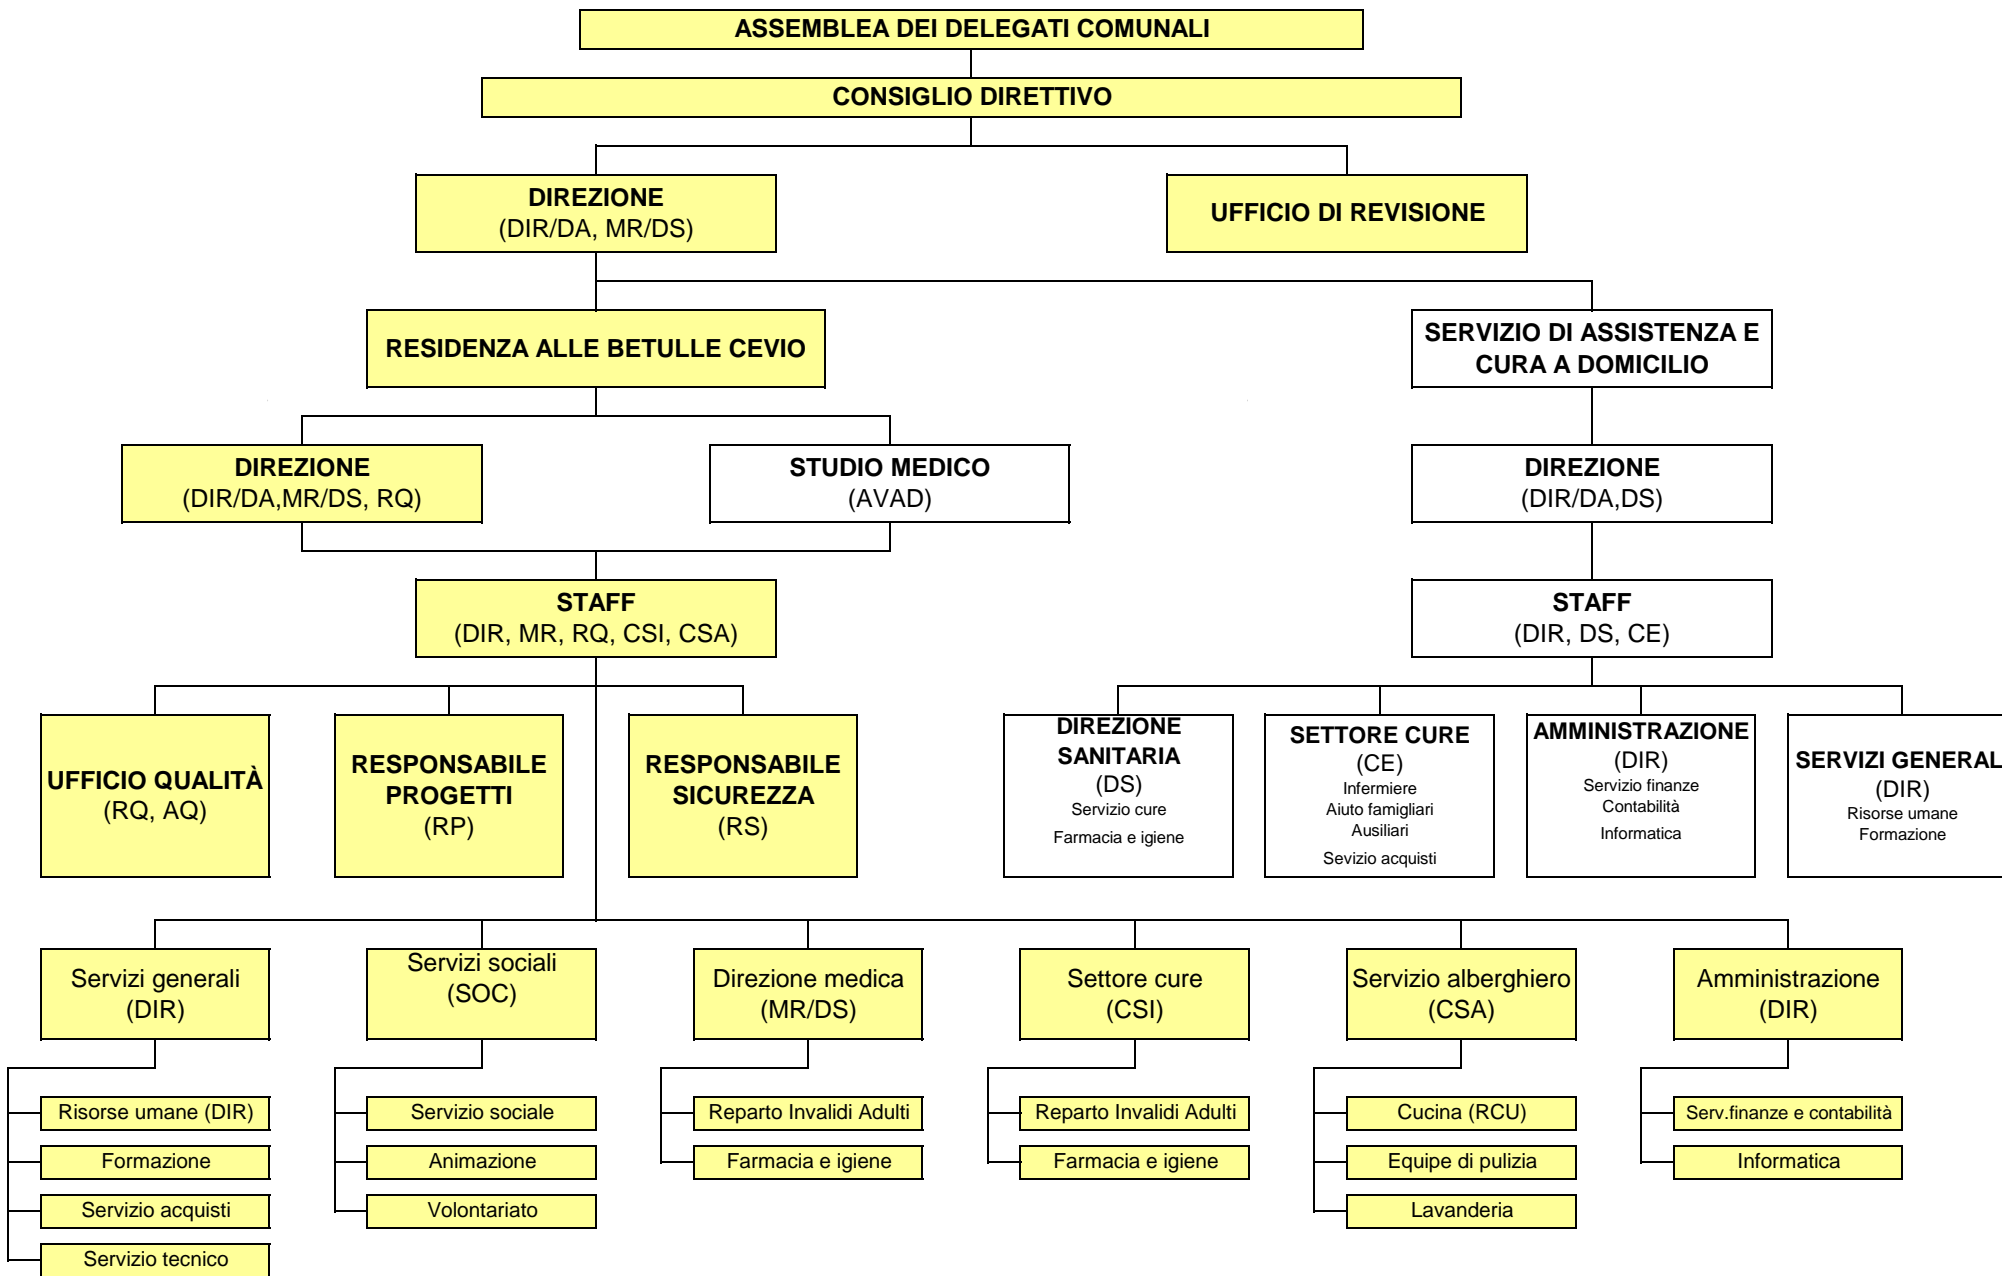 ASSEMBLEA DEI DELEGATI COMUNALI
CONSIGLIO DIRETTIVO
DIREZIONE
(DIR/DA, MR/DS)
UFFICIO DI REVISIONE
RESIDENZA ALLE BETULLE CEVIO
SERVIZIO DI ASSISTENZA E
CURA A DOMICILIO
DIREZIONE
(DIR/DA,MR/DS, RQ)
STUDIO MEDICO
(AVAD)
DIREZIONE
(DIR/DA,DS)
STAFF
(DIR, MR, RQ, CSI, CSA)
STAFF
(DIR, DS, CE)
UFFICIO QUALITÀ
(RQ, AQ)
RESPONSABILE
PROGETTI
(RP)
RESPONSABILE
SICUREZZA
(RS)
DIREZIONE
SANITARIA
(DS)
Servizio cure
Farmacia e igiene
SETTORE CURE
(CE)
Infermiere
Aiuto famigliari
Ausiliari
Sevizio acquisti
AMMINISTRAZIONE
(DIR)
Servizio finanze
Contabilità
Informatica
SERVIZI GENERAL
(DIR)
Risorse umane
Formazione
Servizi generali
(DIR)
Servizi sociali
(SOC)
Direzione medica
(MR/DS)
Settore cure
(CSI)
Servizio alberghiero
(CSA)
Amministrazione
(DIR)
Risorse umane (DIR)
Formazione
Servizio acquisti
Servizio tecnico
Servizio sociale
Animazione
Volontariato
Reparto Invalidi Adulti
Farmacia e igiene
Reparto Invalidi Adulti
Farmacia e igiene
Cucina (RCU)
Equipe di pulizia
Lavanderia
Serv.finanze e contabilità
Informatica